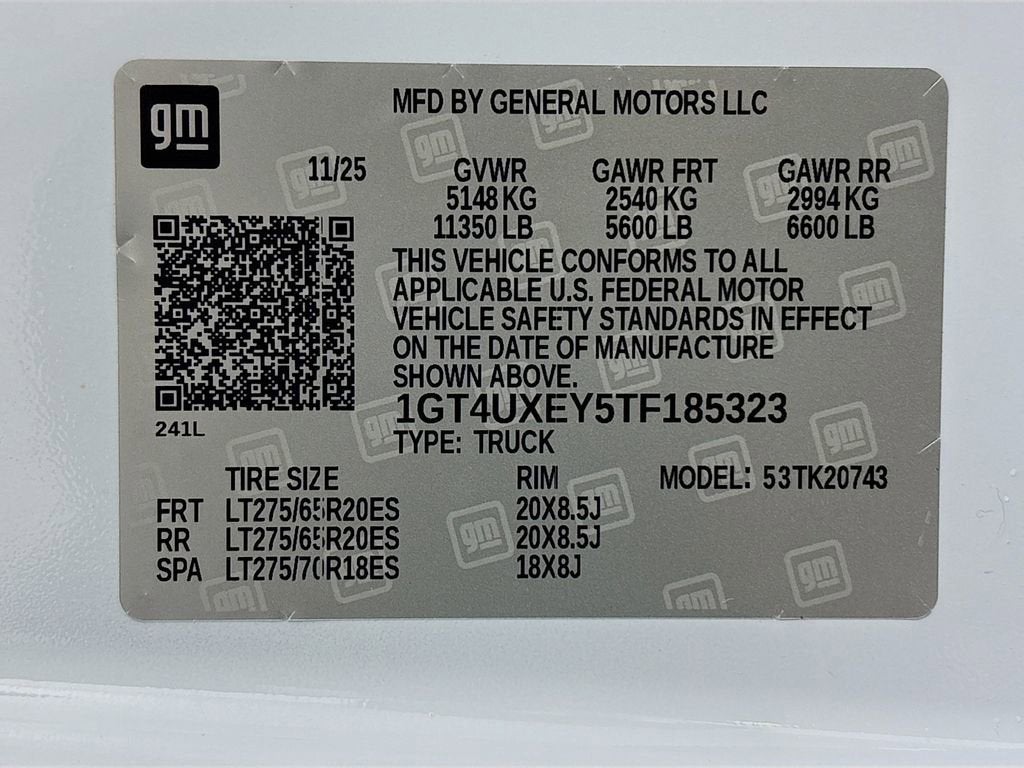 gm
MFD BY GENERAL MOTORS LLC
11/25 GVWR GAWR FRT GAWR RR
5148 KG 2540 KG 2994 KG
11350 LB 5600 LB 6600 LB
THIS VEHICLE CONFORMS TO ALL
APPLICABLE U.S. FEDERAL MOTOR
VEHICLE SAFETY STANDARDS IN EFFECT
ON THE DATE OF MANUFACTURE
SHOWN ABOVE.
1GT4UXEY5TF185323
241L
TYPE: TRUCK
TIRE SIZE RIM MODEL: 53TK20743
FRT LT275/65R20ES 20X8.5J
RR LT275/65R20ES 20X8.5J
SPA LT275/70R18ES 18X8J